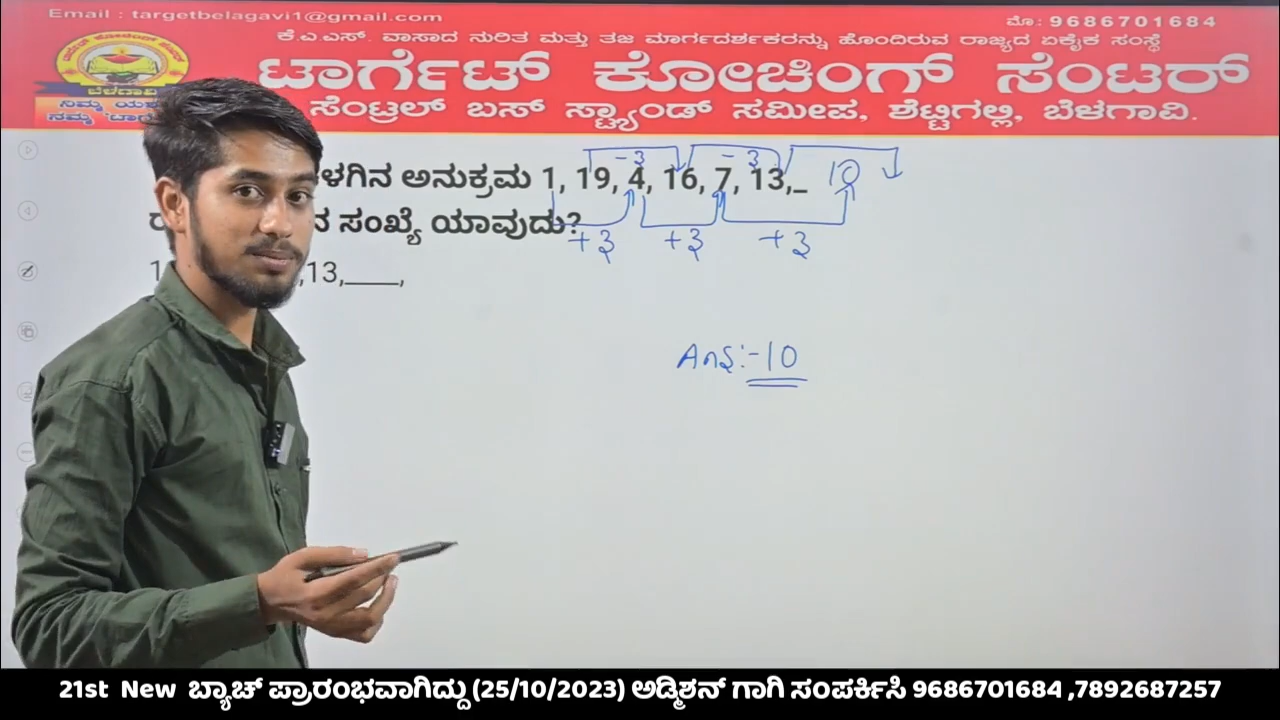 Email : targetbelagavi1@gmail.com
ಮೊ: 9686701684
ಕೆ.ಎ.ಎಸ್. ವಾಸಾದ ನುರಿತ ಮತ್ತು ತಜ್ಞ ಮಾರ್ಗದರ್ಶಕರನ್ನು ಹೊಂದಿರುವ ರಾಜ್ಯದ ಏಕೈಕ ಸಂಸ್ಥೆ
ಟಾರ್ಗೆಟ್ ಕೋಚಿಂಗ್ ಸೆಂಟರ್
ಬೆಳಗಾವಿ
ನಿಮ್ಮ
ನಮ್ಮ
ಸೆಂಟ್ರಲ್ ಬಸ್ ಸ್ಟ್ಯಾಂಡ್ ಸಮೀಪ, ಶೆಟ್ಟಿಗಲ್ಲಿ, ಬೆಳಗಾವಿ.
-3 -3
ಅನುಕ್ರಮ 1, 19, 4, 16, 7, 13,_ 10
ಸಂಖ್ಯೆ ಯಾವುದು?
+3 +3 +3
,13,___,
Ans:-10
21st New ಬ್ಯಾಚ್ ಪ್ರಾರಂಭವಾಗಿದ್ದು (25/10/2023) ಅಡ್ಮಿಶನ್ ಗಾಗಿ ಸಂಪರ್ಕಿಸಿ 9686701684 ,7892687257